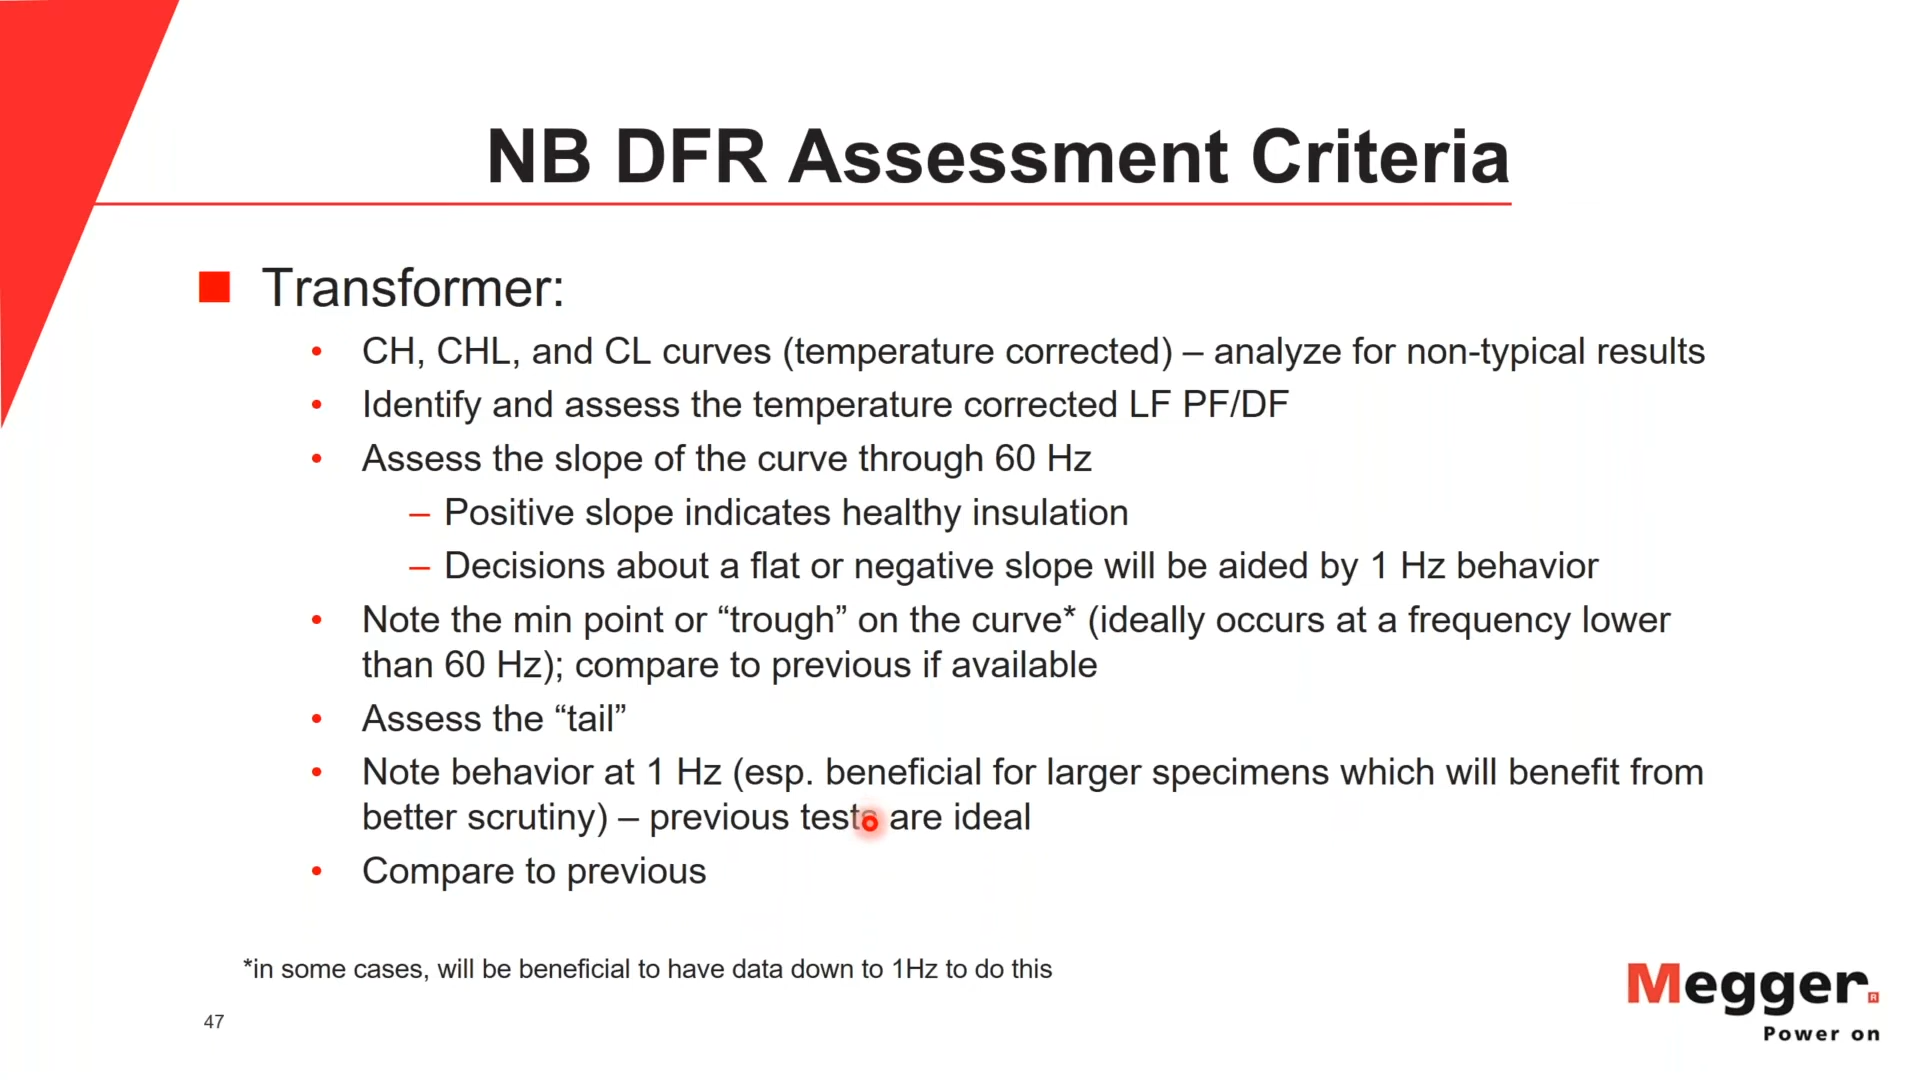 NB DFR Assessment Criteria
Transformer:
• CH, CHL, and CL curves (temperature corrected) – analyze for non-typical results
• Identify and assess the temperature corrected LF PF/DF
• Assess the slope of the curve through 60 Hz
– Positive slope indicates healthy insulation
– Decisions about a flat or negative slope will be aided by 1 Hz behavior
• Note the min point or “trough” on the curve* (ideally occurs at a frequency lower
than 60 Hz); compare to previous if available
• Assess the “tail”
• Note behavior at 1 Hz (esp. beneficial for larger specimens which will benefit from
better scrutiny) – previous tests are ideal
• Compare to previous
*in some cases, will be beneficial to have data down to 1Hz to do this
47
Megger®
Power on